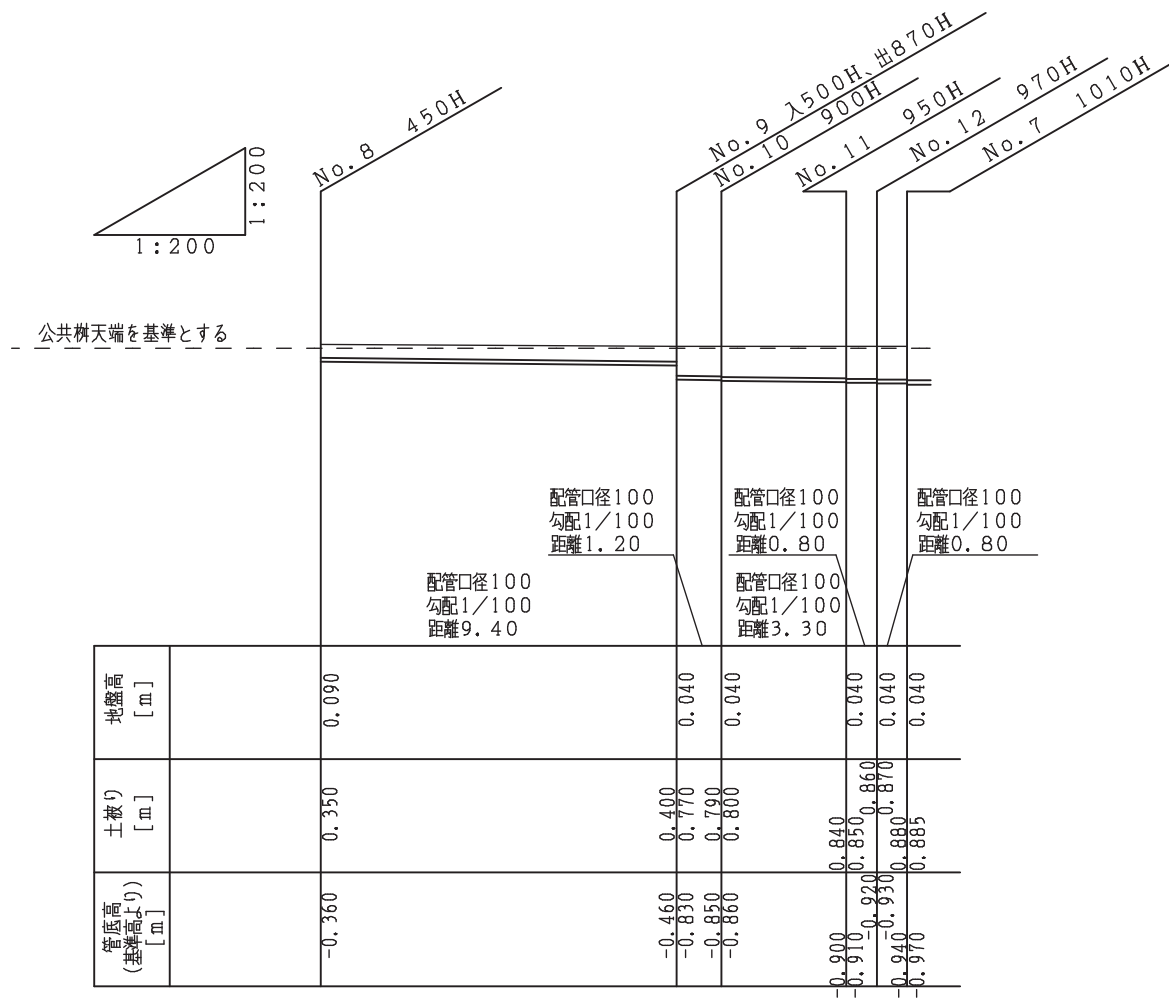 No.8 450H
No.9 入500H、出870H
No.10 900H
No.11 950H
No.12 970H
No.7 1010H
1:200
1:200
公共桝天端を基準とする
配管口径100
勾配1/100
距離1.20
配管口径100
勾配1/100
距離0.80
配管口径100
勾配1/100
距離0.80
配管口径100
勾配1/100
距離9.40
配管口径100
勾配1/100
距離3.30
地盤高
[m]
0.090
0.040
0.040
0.040
0.040
0.040
土被り
[m]
0.350
0.400
0.770
0.790
0.800
0.840
0.850
0.860
0.870
0.880
0.885
管底高
(基準高より)
[m]
-0.360
-0.460
-0.830
-0.850
-0.860
-0.900
-0.910
-0.920
-0.930
-0.940
-0.970